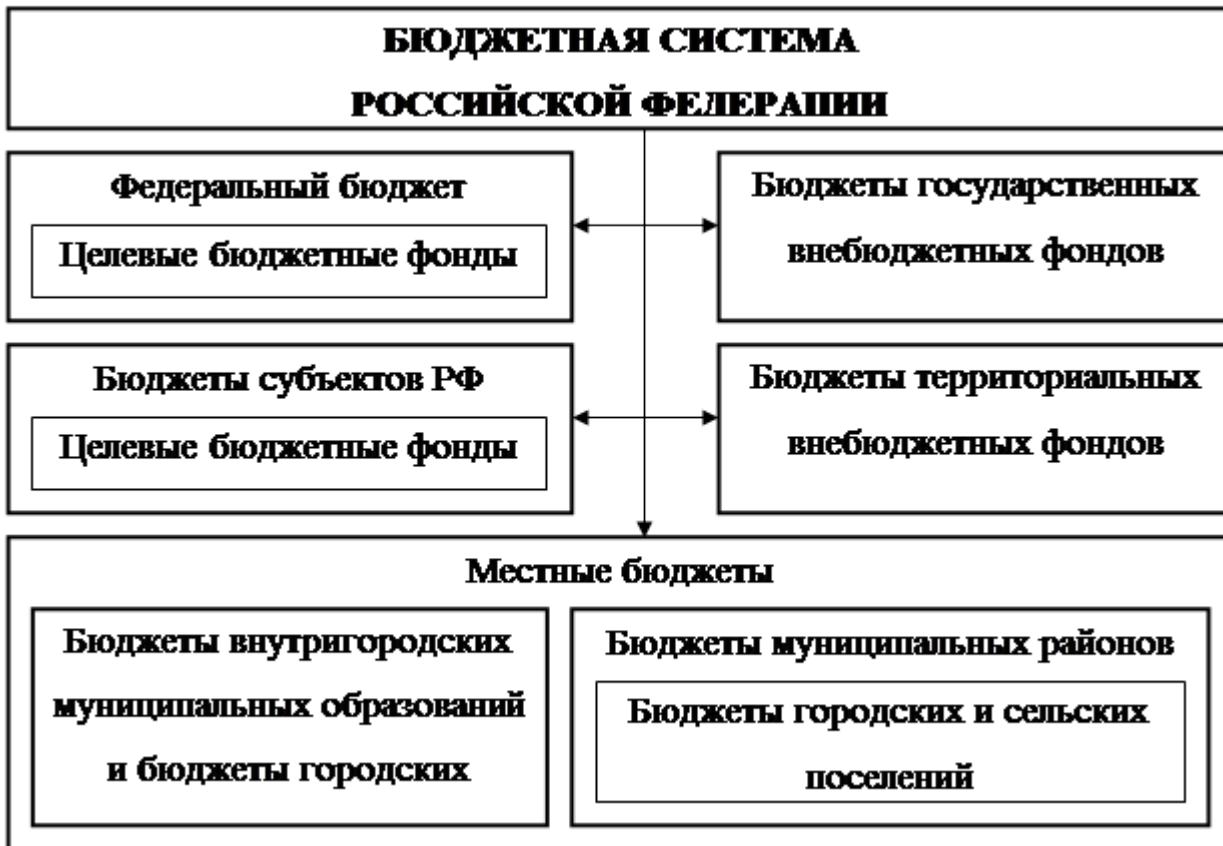 БЮДЖЕТНАЯ СИСТЕМА
РОССИЙСКОЙ ФЕДЕРАЦИИ
Федеральный бюджет
Целевые бюджетные фонды
Бюджеты государственных
внебюджетных фондов
Бюджеты субъектов РФ
Целевые бюджетные фонды
Бюджеты территориальных
внебюджетных фондов
Местные бюджеты
Бюджеты внутригородских
муниципальных образований
и бюджеты городских
Бюджеты муниципальных районов
Бюджеты городских и сельских
поселений